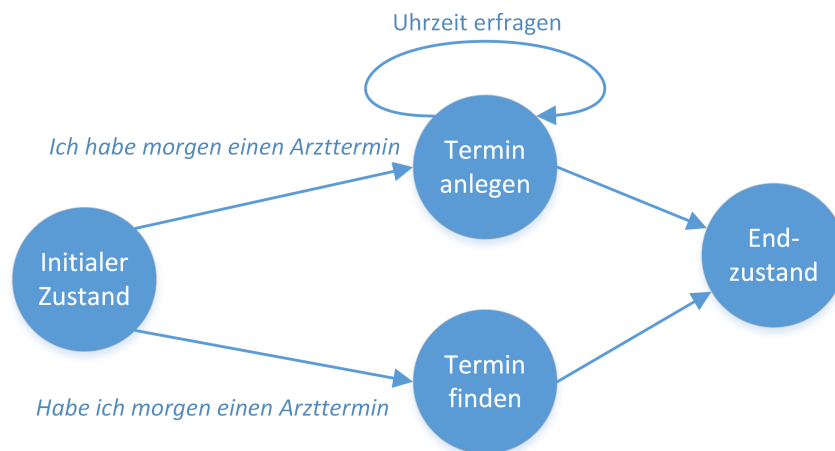 Uhrzeit erfragen
Ich habe morgen einen Arzttermin
Termin
anlegen
Initialer
Zustand
End-
zustand
Termin
finden
Habe ich morgen einen Arzttermin